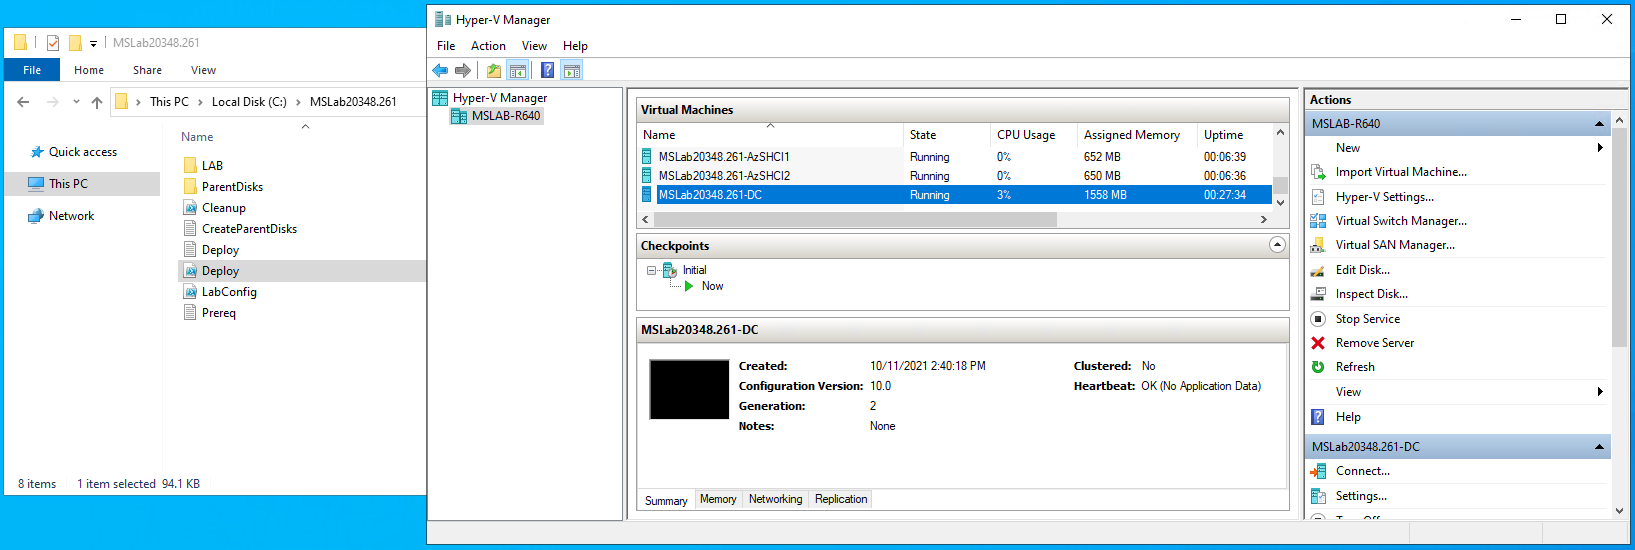 MSLab20348.261
File Home Share View
This PC > Local Disk (C:) > MSLab20348.261
Quick access
This PC
Network
Name
LAB
ParentDisks
Cleanup
CreateParentDisks
Deploy
Deploy
LabConfig
Prereq
8 items 1 item selected 94.1 KB
Hyper-V Manager
File Action View Help
Hyper-V Manager
MSLAB-R640
Virtual Machines
Name State CPU Usage Assigned Memory Uptime
MSLab20348.261-AzSHCI1 Running 0% 652 MB 00:06:39
MSLab20348.261-AzSHCI2 Running 0% 650 MB 00:06:36
MSLab20348.261-DC Running 3% 1558 MB 00:27:34
Checkpoints
Initial
Now
MSLab20348.261-DC
Created: 10/11/2021 2:40:18 PM Clustered: No
Configuration Version: 10.0 Heartbeat: OK (No Application Data)
Generation: 2
Notes: None
Summary Memory Networking Replication
Actions
MSLAB-R640
New
Import Virtual Machine...
Hyper-V Settings...
Virtual Switch Manager...
Virtual SAN Manager...
Edit Disk...
Inspect Disk...
Stop Service
Remove Server
Refresh
View
Help
MSLab20348.261-DC
Connect...
Settings...